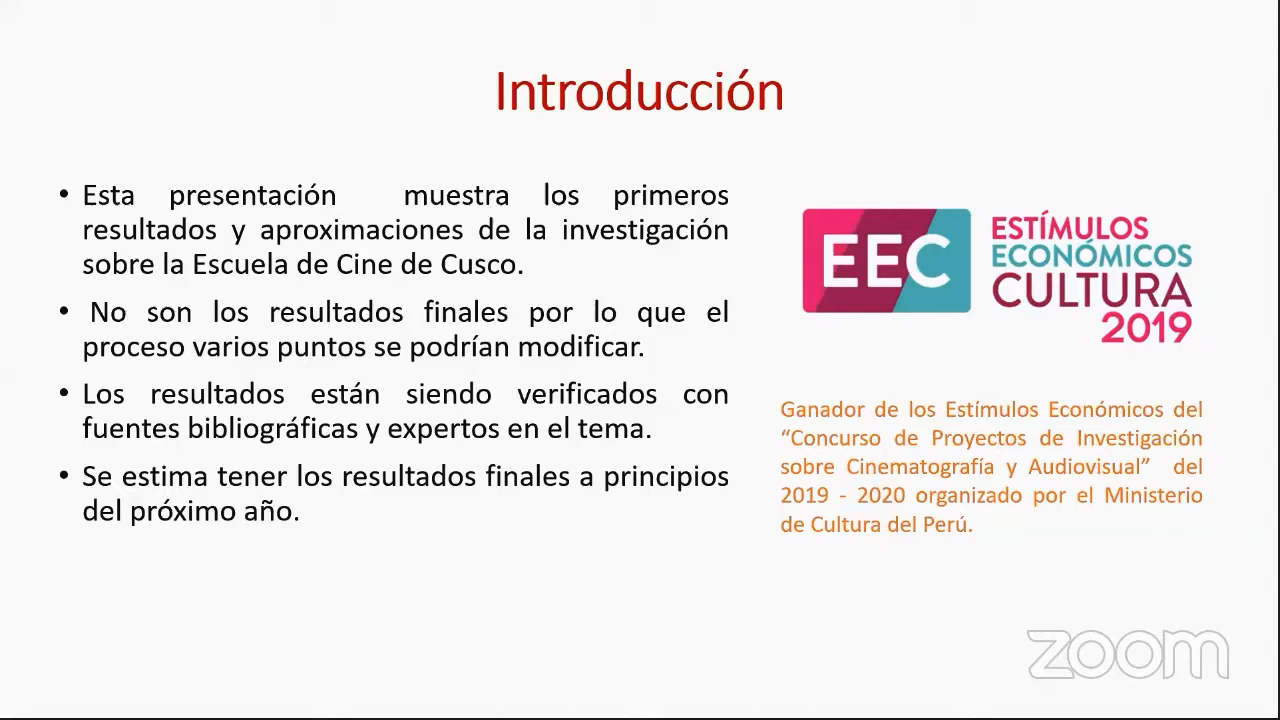 Introducción
• Esta presentación muestra los primeros
resultados y aproximaciones de la investigación
sobre la Escuela de Cine de Cusco.
• No son los resultados finales por lo que el
proceso varios puntos se podrían modificar.
• Los resultados están siendo verificados con
fuentes bibliográficas y expertos en el tema.
• Se estima tener los resultados finales a principios
del próximo año.
EEC
ESTÍMULOS
ECONÓMICOS
CULTURA
2019
Ganador de los Estímulos Económicos del
“Concurso de Proyectos de Investigación
sobre Cinematografía y Audiovisual” del
2019 - 2020 organizado por el Ministerio
de Cultura del Perú.
zoom